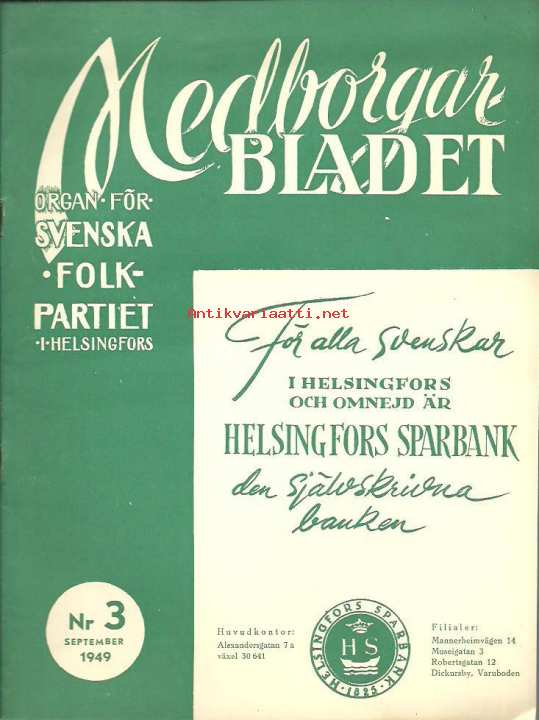 Medborgar-
BLADET
ORGAN·FÖR·
SVENSKA
·FOLK-
PARTIET
·I·HELSINGFORS
Antikvariaatti.net
För alla svenskar
I HELSINGFORS
OCH OMNEJD ÄR
HELSINGFORS SPARBANK
den självskrivna
banken
Nr 3
SEPTEMBER
1949
Huvudkontor:
Alexandersgatan 7 a
växel 30 641
HELSINGFORS SPARBANK
H S
·1825·
Filialer:
Mannerheimvägen 14
Museigatan 3
Robertsgatan 12
Dickursby, Varuboden